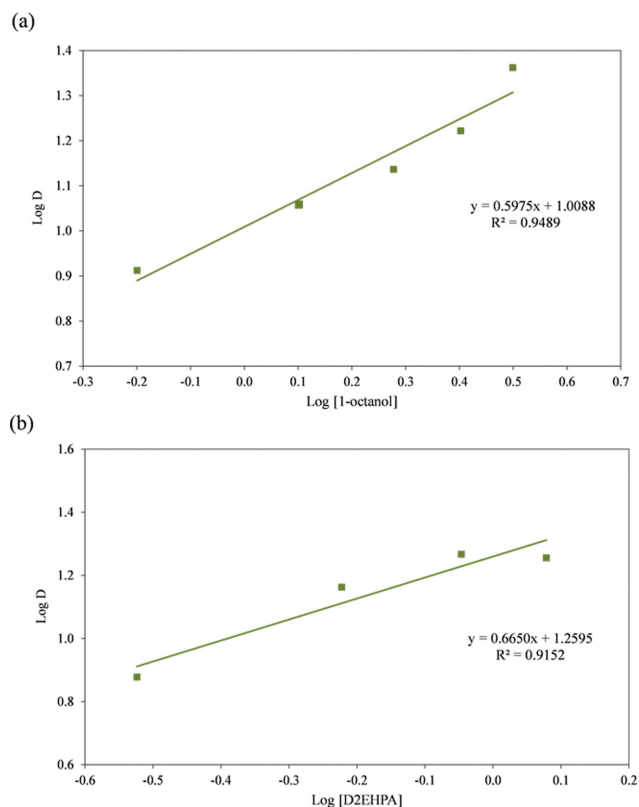 (a)
1.4
1.3
1.2
1.1
1.0
0.9
0.8
0.7
Log D
y = 0.5975x + 1.0088
R² = 0.9489
-0.3 -0.2 -0.1 0.0 0.1 0.2 0.3 0.4 0.5 0.6 0.7
Log [1-octanol]
(b)
1.6
1.4
1.2
1.0
0.8
0.6
Log D
y = 0.6650x + 1.2595
R² = 0.9152
-0.6 -0.5 -0.4 -0.3 -0.2 -0.1 0.0 0.1 0.2
Log [D2EHPA]